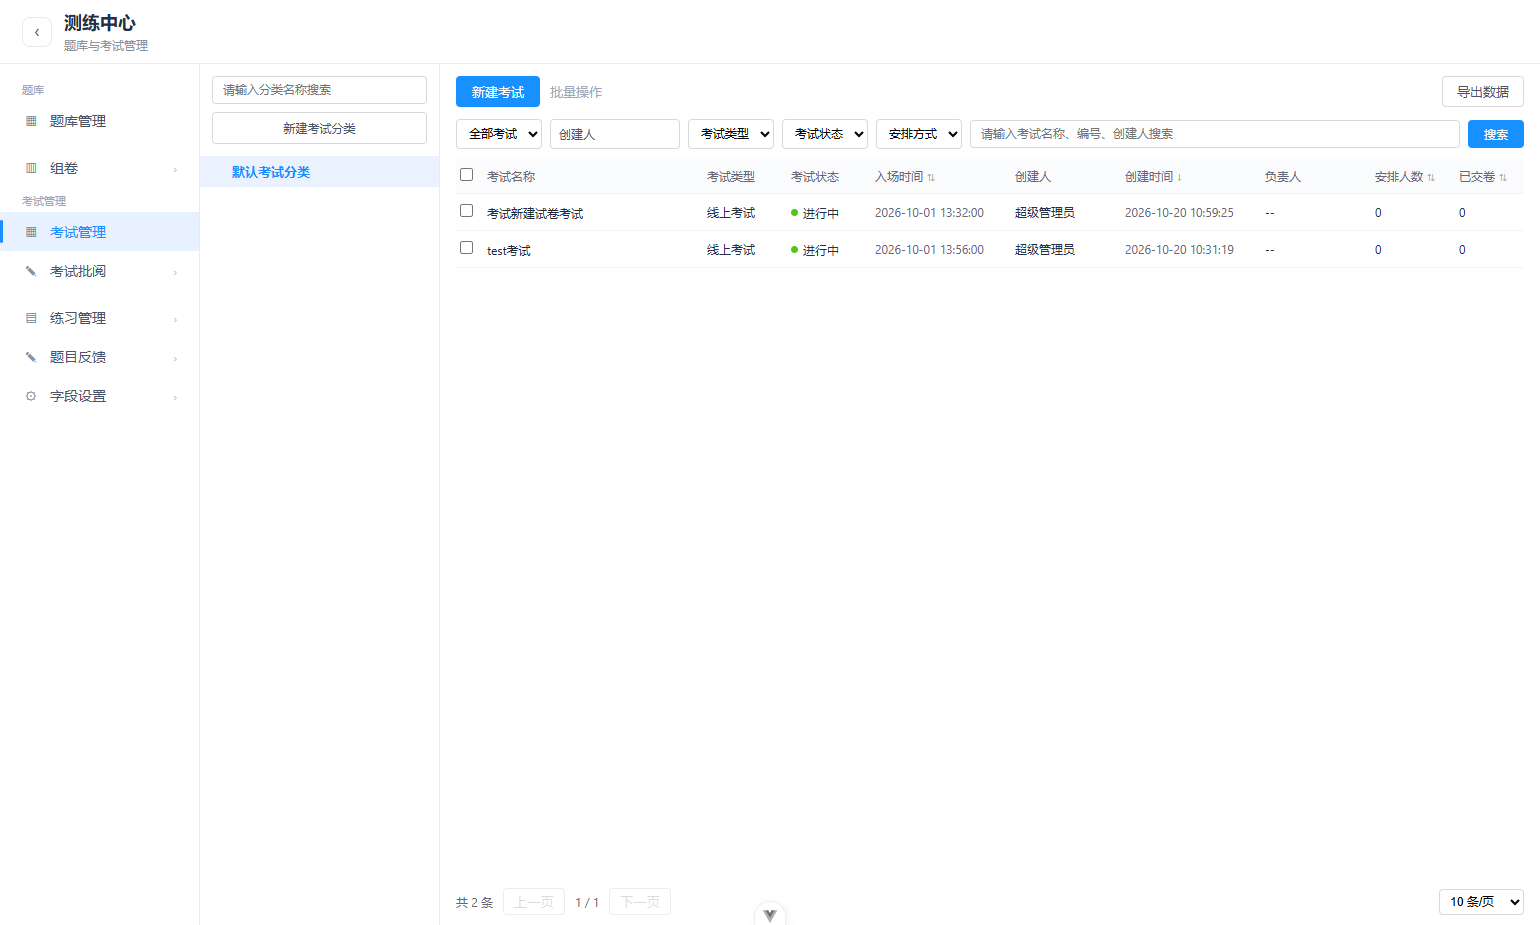 测练中心
题库与考试管理
题库
题库管理
组卷
考试管理
考试管理
考试批阅
练习管理
题目反馈
字段设置
请输入分类名称搜索
新建考试分类
默认考试分类
新建考试 批量操作 导出数据
全部考试 创建人 考试类型 考试状态 安排方式 请输入考试名称、编号、创建人搜索 搜索
考试名称 考试类型 考试状态 入场时间 创建人 创建时间 负责人 安排人数 已交卷
考试新建试卷考试 线上考试 进行中 2026-10-01 13:32:00 超级管理员 2026-10-20 10:59:25 -- 0 0
test考试 线上考试 进行中 2026-10-01 13:56:00 超级管理员 2026-10-20 10:31:19 -- 0 0
共 2 条 上一页 1 / 1 下一页 10 条/页